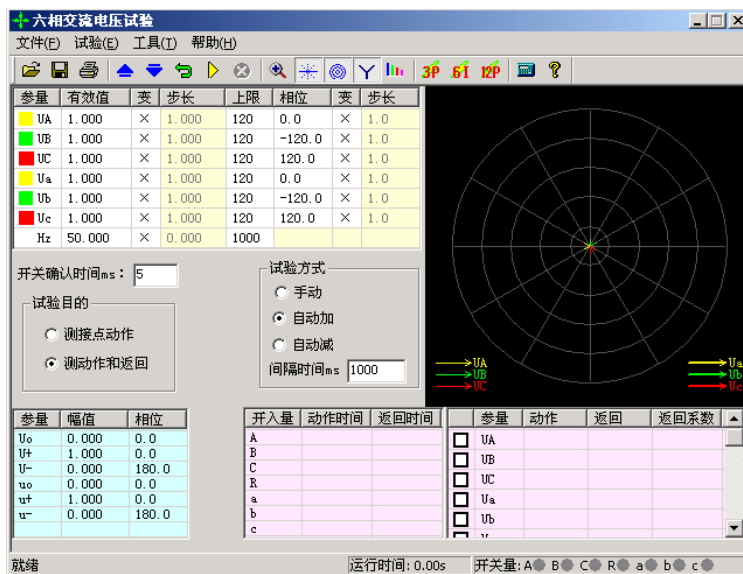 六相交流电压试验
文件(F) 试验(E) 工具(T) 帮助(H)
3P 6I 12P
参量 有效值 变 步长 上限 相位 变 步长
UA 1.000 × 1.000 120 0.0 × 1.0
UB 1.000 × 1.000 120 -120.0 × 1.0
UC 1.000 × 1.000 120 120.0 × 1.0
Ua 1.000 × 1.000 120 0.0 × 1.0
Ub 1.000 × 1.000 120 -120.0 × 1.0
Uc 1.000 × 1.000 120 120.0 × 1.0
Hz 50.000 × 0.000 1000
开关确认时间ms: 5
试验目的
测接点动作
测动作和返回
试验方式
手动
自动加
自动减
间隔时间ms 1000
UA
UB
UC
Ua
Ub
Uc
参量 幅值 相位
Uo 0.000 0.0
U+ 1.000 0.0
U- 0.000 180.0
uo 0.000 0.0
u+ 1.000 0.0
u- 0.000 180.0
开入量 动作时间 返回时间
A
B
C
R
a
b
c
参量 动作 返回 返回系数
UA
UB
UC
Ua
Ub
就绪 运行时间: 0.00s 开关量: A B C R a b c